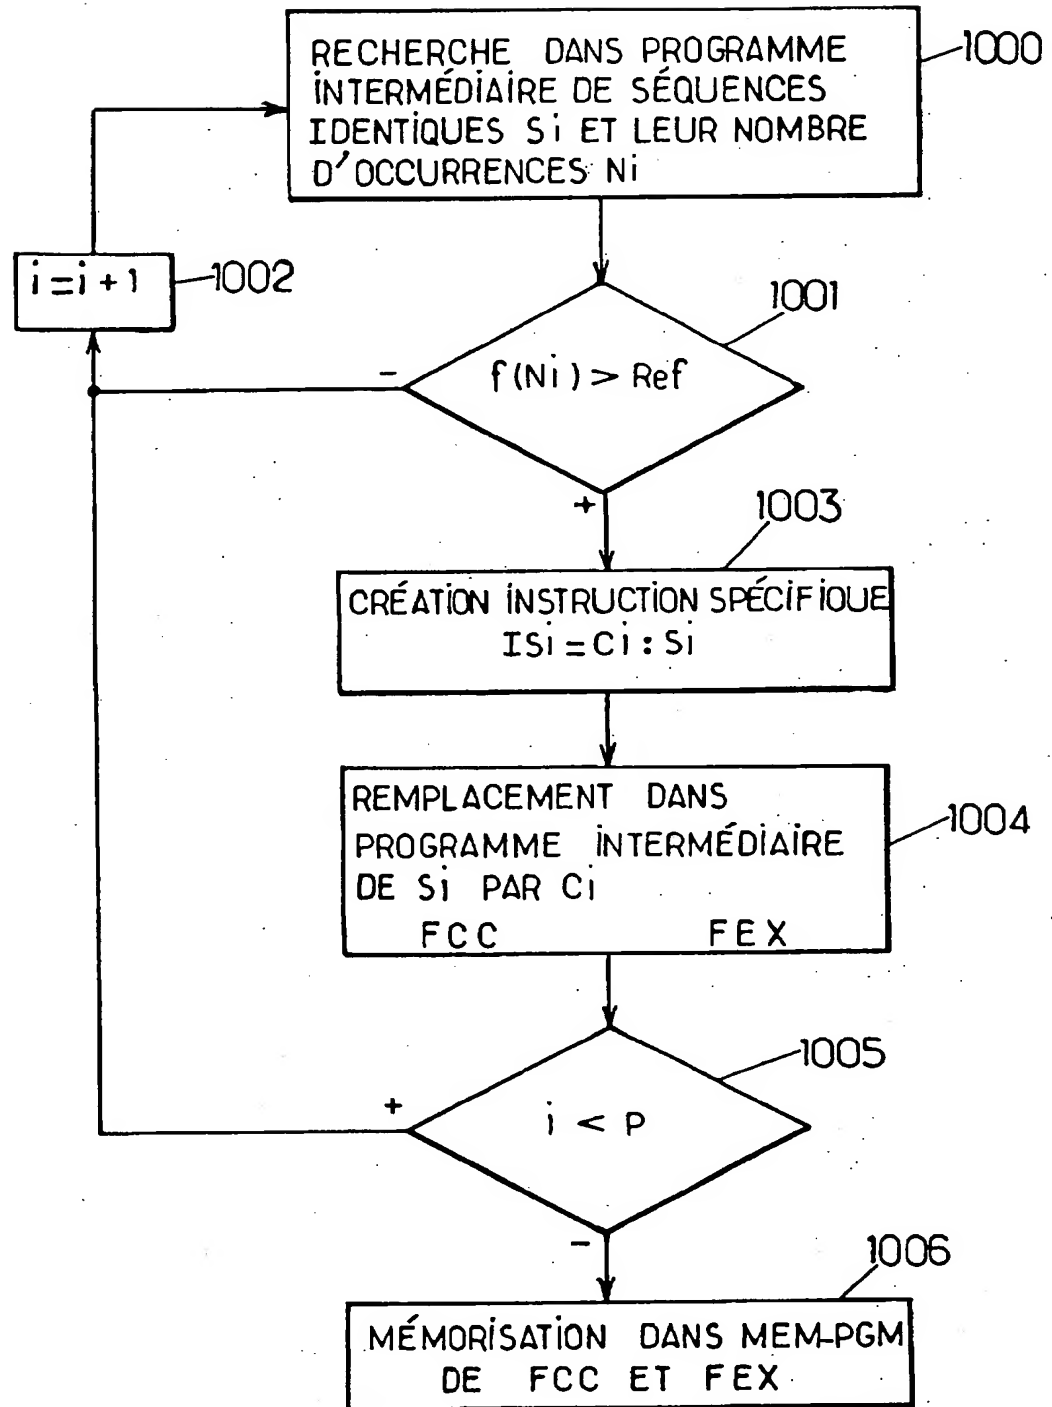 RECHERCHE DANS PROGRAMME
INTERMÉDIAIRE DE SÉQUENCES
IDENTIQUES Si ET LEUR NOMBRE
D'OCCURRENCES Ni
1000
i=i+1
1002
1001
f(Ni) > Ref
-
+
1003
CRÉATION INSTRUCTION SPÉCIFIQUE
ISi = Ci : Si
REMPLACEMENT DANS
PROGRAMME INTERMÉDIAIRE
DE Si PAR Ci
FCC FEX
1004
1005
+
i < P
-
1006
MÉMORISATION DANS MEM-PGM
DE FCC ET FEX